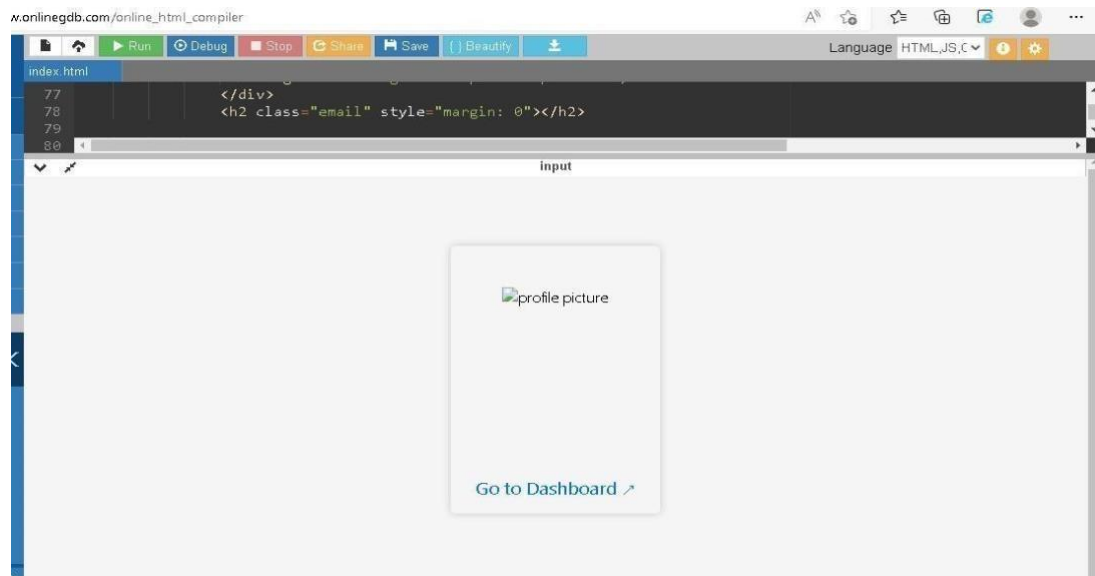 w.onlinegdb.com/online_html_compiler
Run Debug Stop Share Save { } Beautify Language HTML,JS,C
index.html
77 </div>
78 <h2 class="email" style="margin: 0"></h2>
79
80
input
profile picture
Go to Dashboard ↗